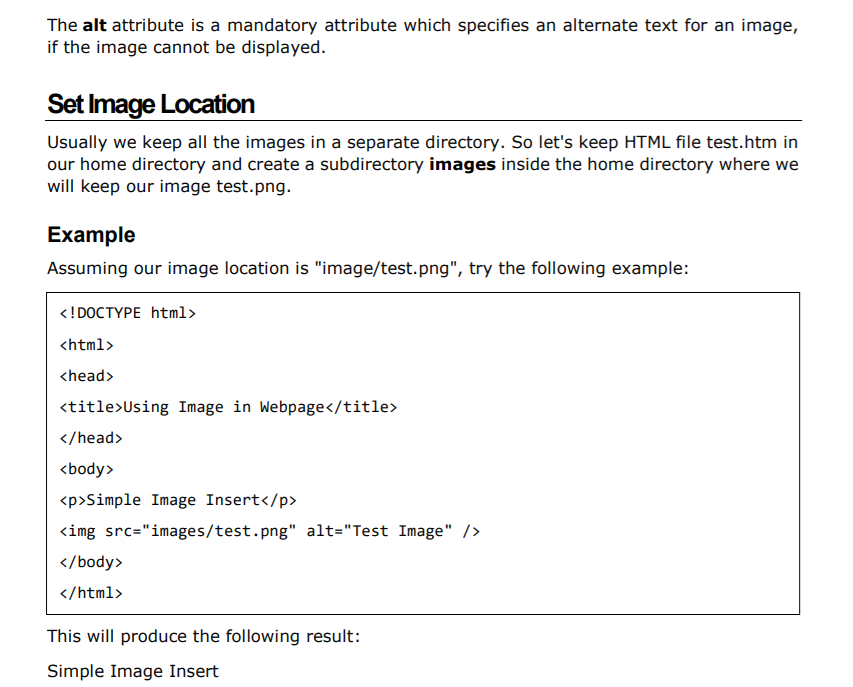 The alt attribute is a mandatory attribute which specifies an alternate text for an image,
if the image cannot be displayed.
Set Image Location
Usually we keep all the images in a separate directory. So let's keep HTML file test.htm in
our home directory and create a subdirectory images inside the home directory where we
will keep our image test.png.
Example
Assuming our image location is "image/test.png", try the following example:
<!DOCTYPE html>
<html>
<head>
<title>Using Image in Webpage</title>
</head>
<body>
<p>Simple Image Insert</p>
<img src="images/test.png" alt="Test Image" />
</body>
</html>
This will produce the following result:
Simple Image Insert